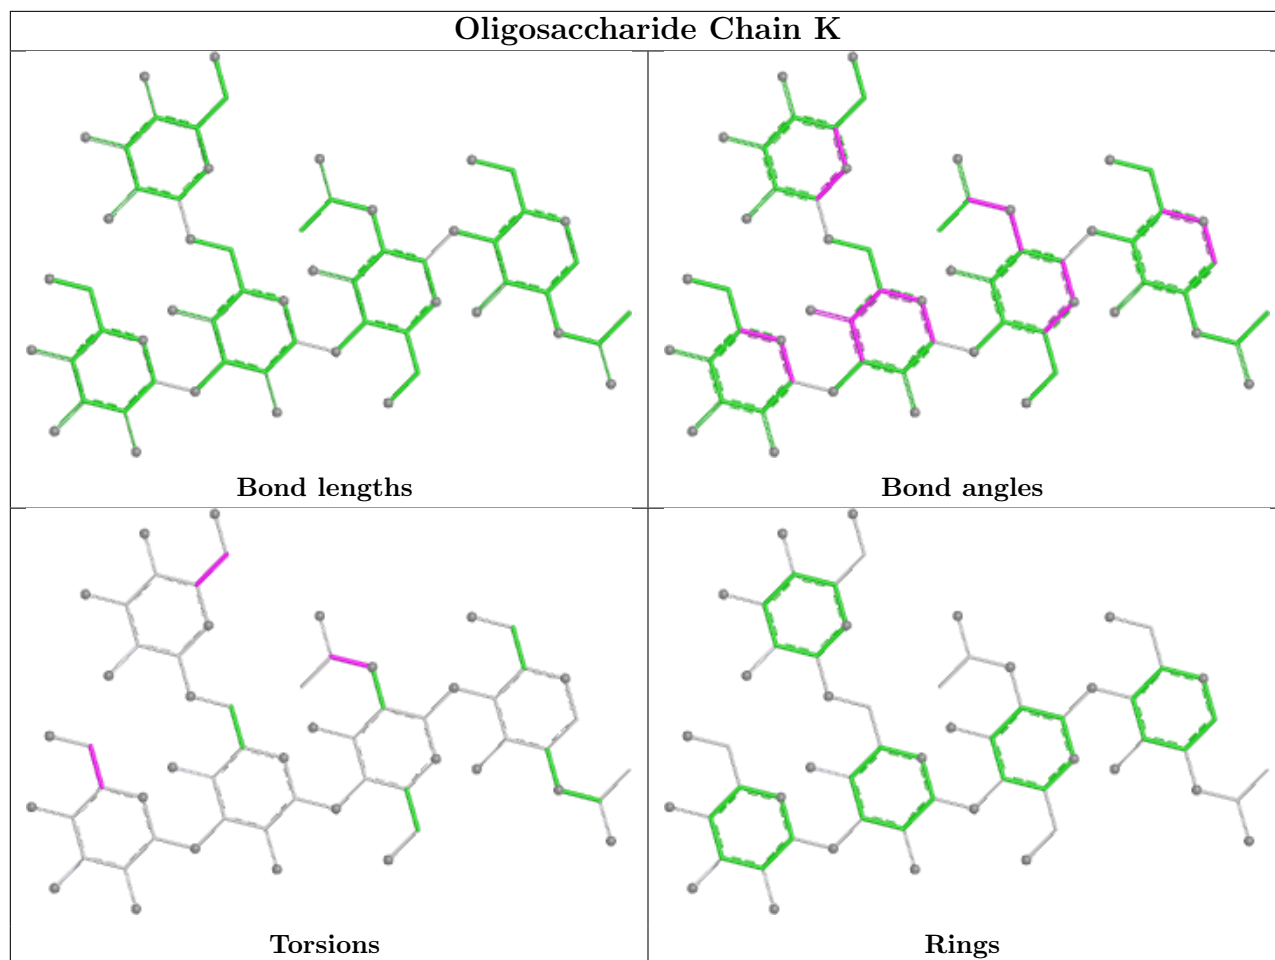 Oligosaccharide Chain K
Bond lengths
Bond angles
Torsions
Rings